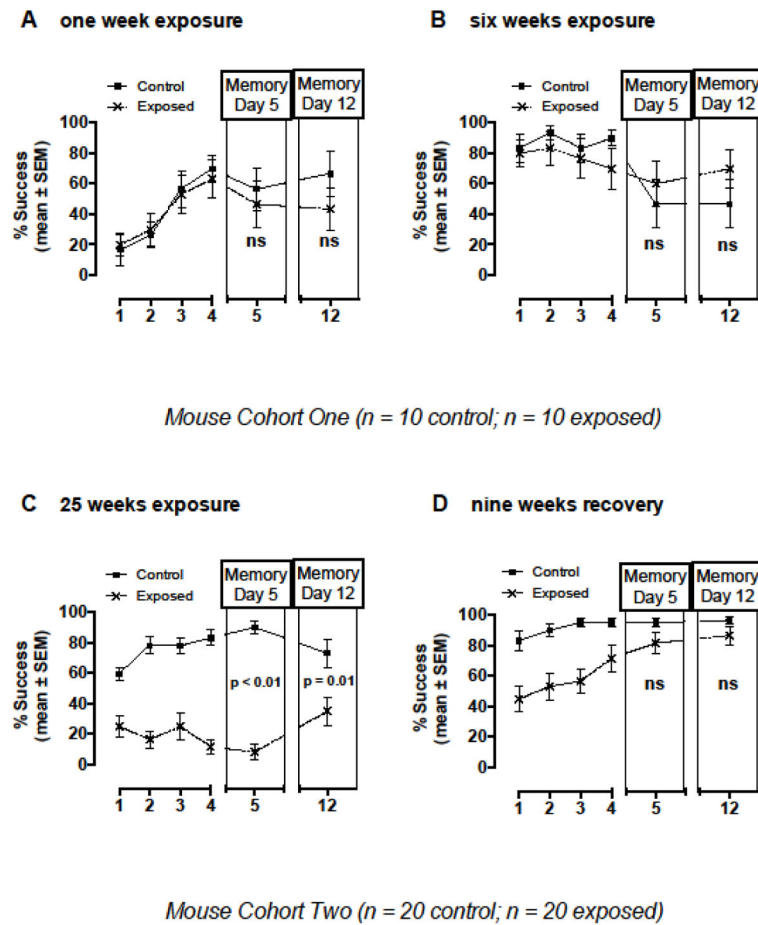 A one week exposure
Control
Exposed
Memory
Day 5
Memory
Day 12
% Success
(mean ± SEM)
100
80
60
40
20
0
ns
ns
1 2 3 4 5 12
B six weeks exposure
Control
Exposed
Memory
Day 5
Memory
Day 12
% Success
(mean ± SEM)
100
80
60
40
20
0
ns
ns
1 2 3 4 5 12
Mouse Cohort One (n = 10 control; n = 10 exposed)
C 25 weeks exposure
Control
Exposed
Memory
Day 5
Memory
Day 12
% Success
(mean ± SEM)
100
80
60
40
20
0
p < 0.01
p = 0.01
1 2 3 4 5 12
D nine weeks recovery
Control
Exposed
Memory
Day 5
Memory
Day 12
% Success
(mean ± SEM)
100
80
60
40
20
0
ns
ns
1 2 3 4 5 12
Mouse Cohort Two (n = 20 control; n = 20 exposed)